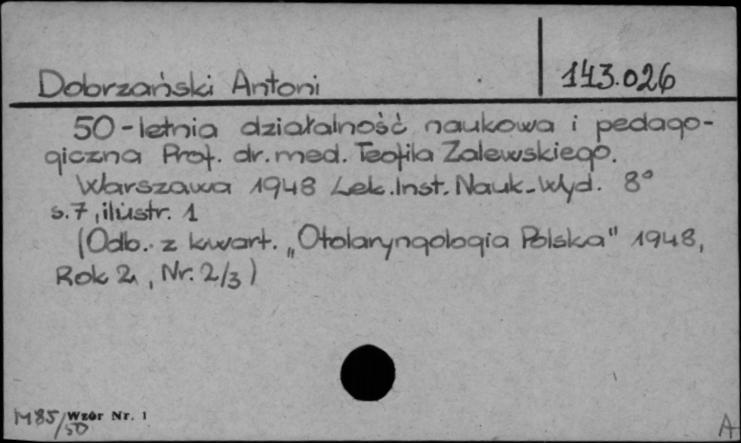 Dobrzański Antoni
143.026
50-letnia działalność naukowa i pedago-
giczna Prof. dr. med. Teofila Zalewskiego.
Warszawa 1948 Lek. Inst. Nauk-Wyd. 8°
s. 7, ilustr. 1
(Odb. z kwart. „Otolaryngologia Polska" 1948,
Rok 2, Nr. 2/3)
M85/50
Wzór Nr. 1
A